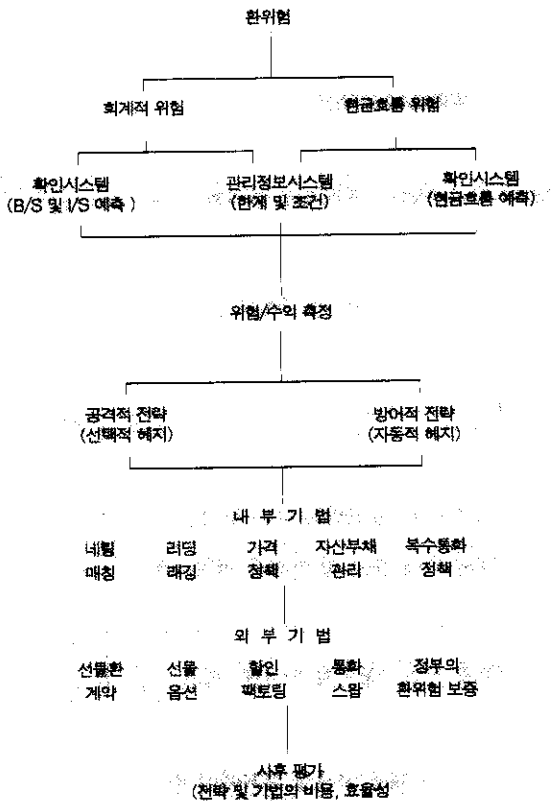 환위험
회계적 위험 현금흐름 위험
확인시스템 관리정보시스템 확인시스템
(B/S 및 I/S 예측 ) (한계 및 조건) (현금흐름 예측)
위험/수익 측정
공격적 전략 방어적 전략
(선택적 헤지) (자동적 헤지)
내 부 기 법
네팅 리딩 가격 자산부채 복수통화
매칭 래깅 정책 관리 정책
외 부 기 법
선물환 선물 할인 통화 정부의
계약 옵션 팩토링 스왑 환위험 보증
사후 평가
(전략 및 기법의 비용, 효율성